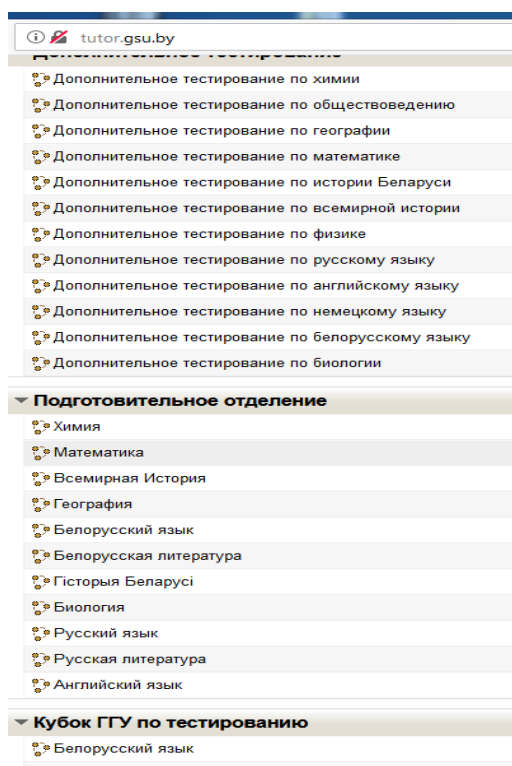 tutor.gsu.by
Дополнительное тестирование
Дополнительное тестирование по химии
Дополнительное тестирование по обществоведению
Дополнительное тестирование по географии
Дополнительное тестирование по математике
Дополнительное тестирование по истории Беларуси
Дополнительное тестирование по всемирной истории
Дополнительное тестирование по физике
Дополнительное тестирование по русскому языку
Дополнительное тестирование по английскому языку
Дополнительное тестирование по немецкому языку
Дополнительное тестирование по белорусскому языку
Дополнительное тестирование по биологии
Подготовительное отделение
Химия
Математика
Всемирная История
География
Белорусский язык
Белорусская литература
Гісторыя Беларусі
Биология
Русский язык
Русская литература
Английский язык
Кубок ГГУ по тестированию
Белорусский язык